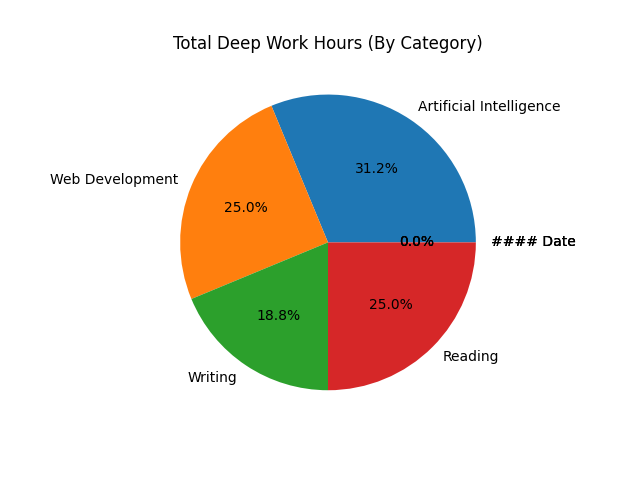 Total Deep Work Hours (By Category)
Artificial Intelligence
31.2%
Web Development
25.0%
0.0%
#### Date
25.0%
18.8%
Reading
Writing